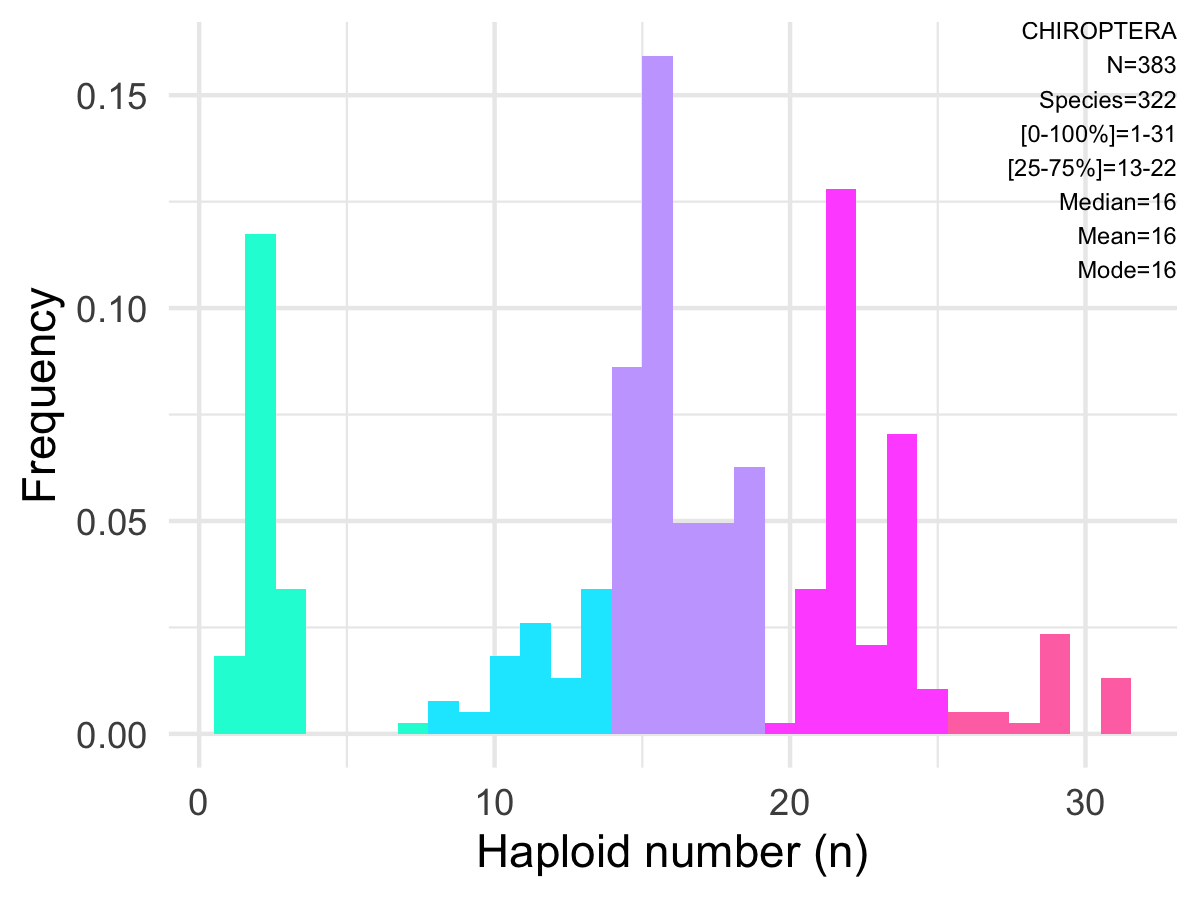 CHIROPTERA
N=383
Species=322
[0-100%]=1-31
[25-75%]=13-22
Median=16
Mean=16
Mode=16
0.15
0.10
0.05
0.00
Frequency
0
10
20
30
Haploid number (n)